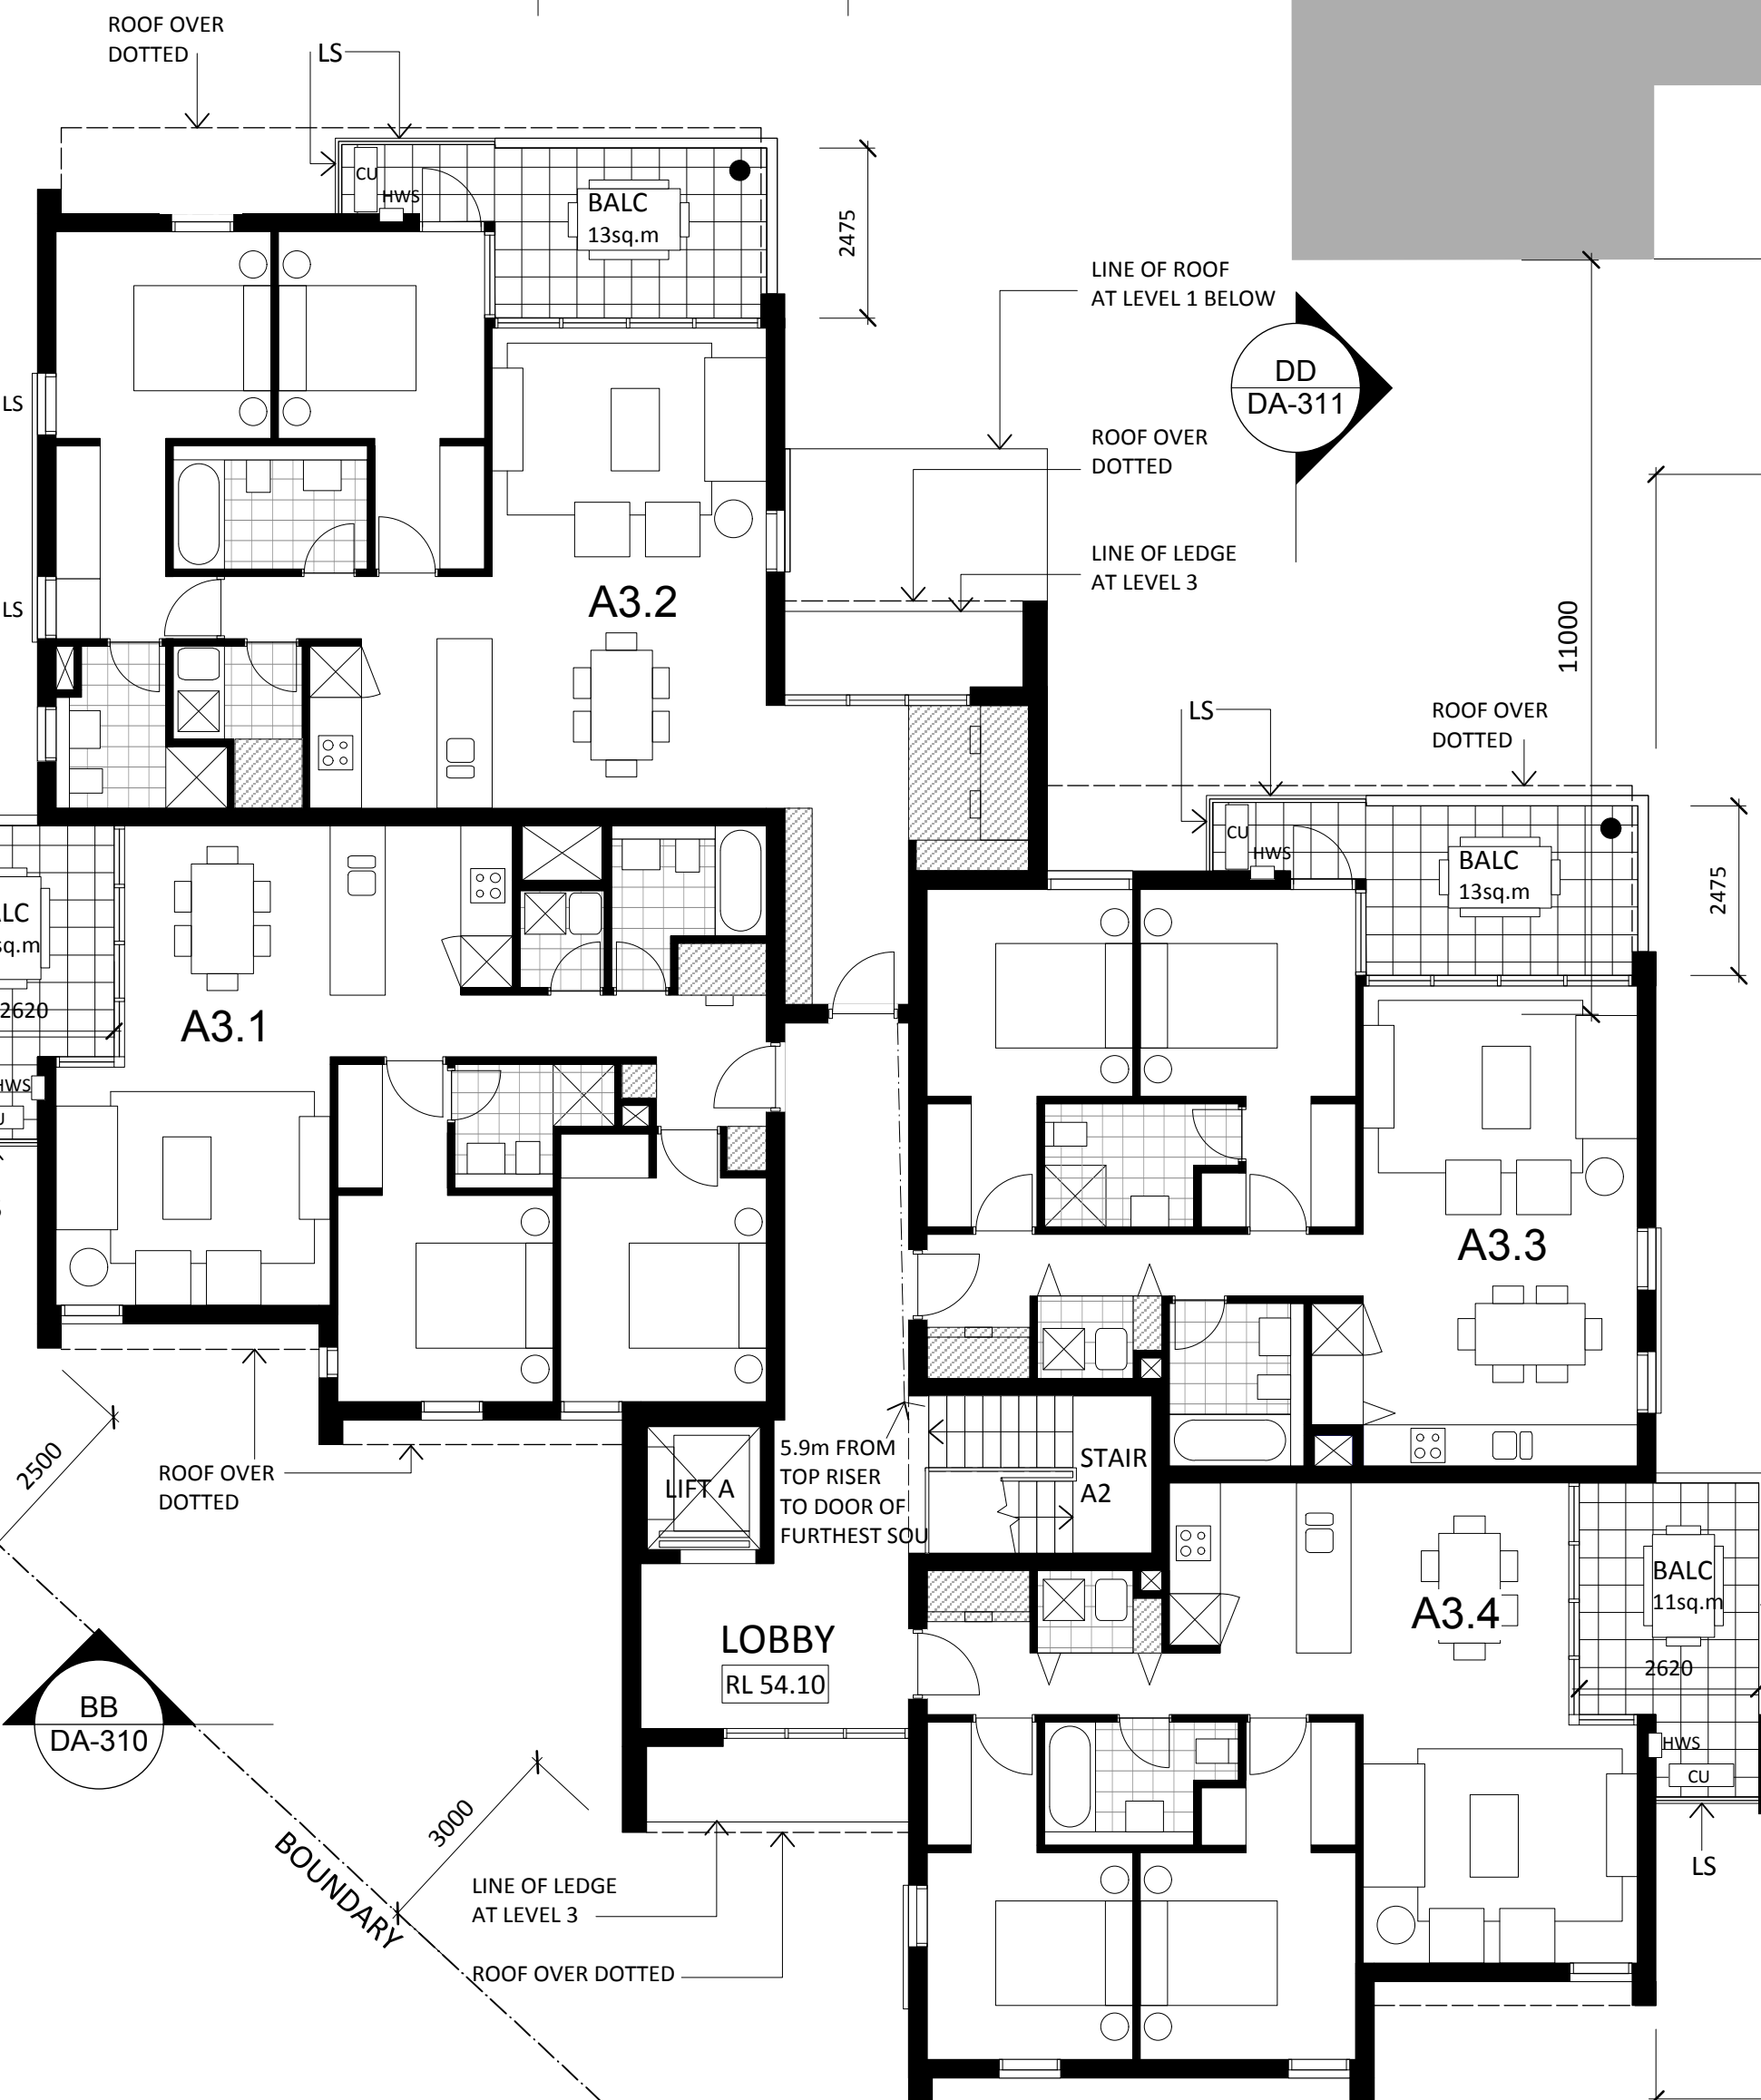 ROOF OVER
DOTTED
LS
CU
HWS
BALC
13sq.m
2475
LINE OF ROOF
AT LEVEL 1 BELOW
DD
DA-311
LS
ROOF OVER
DOTTED
LINE OF LEDGE
AT LEVEL 3
LS
A3.2
11000
LS
ROOF OVER
DOTTED
CU
HWS
BALC
13sq.m
2475
LC
sq.m
2620
A3.1
HWS
A3.3
2500
ROOF OVER
DOTTED
LIFT A
5.9m FROM
TOP RISER
TO DOOR OF
FURTHEST SOU
STAIR
A2
BALC
11sq.m
A3.4
2620
LOBBY
RL 54.10
BB
DA-310
HWS
CU
3000
BOUNDARY
LINE OF LEDGE
AT LEVEL 3
LS
ROOF OVER DOTTED